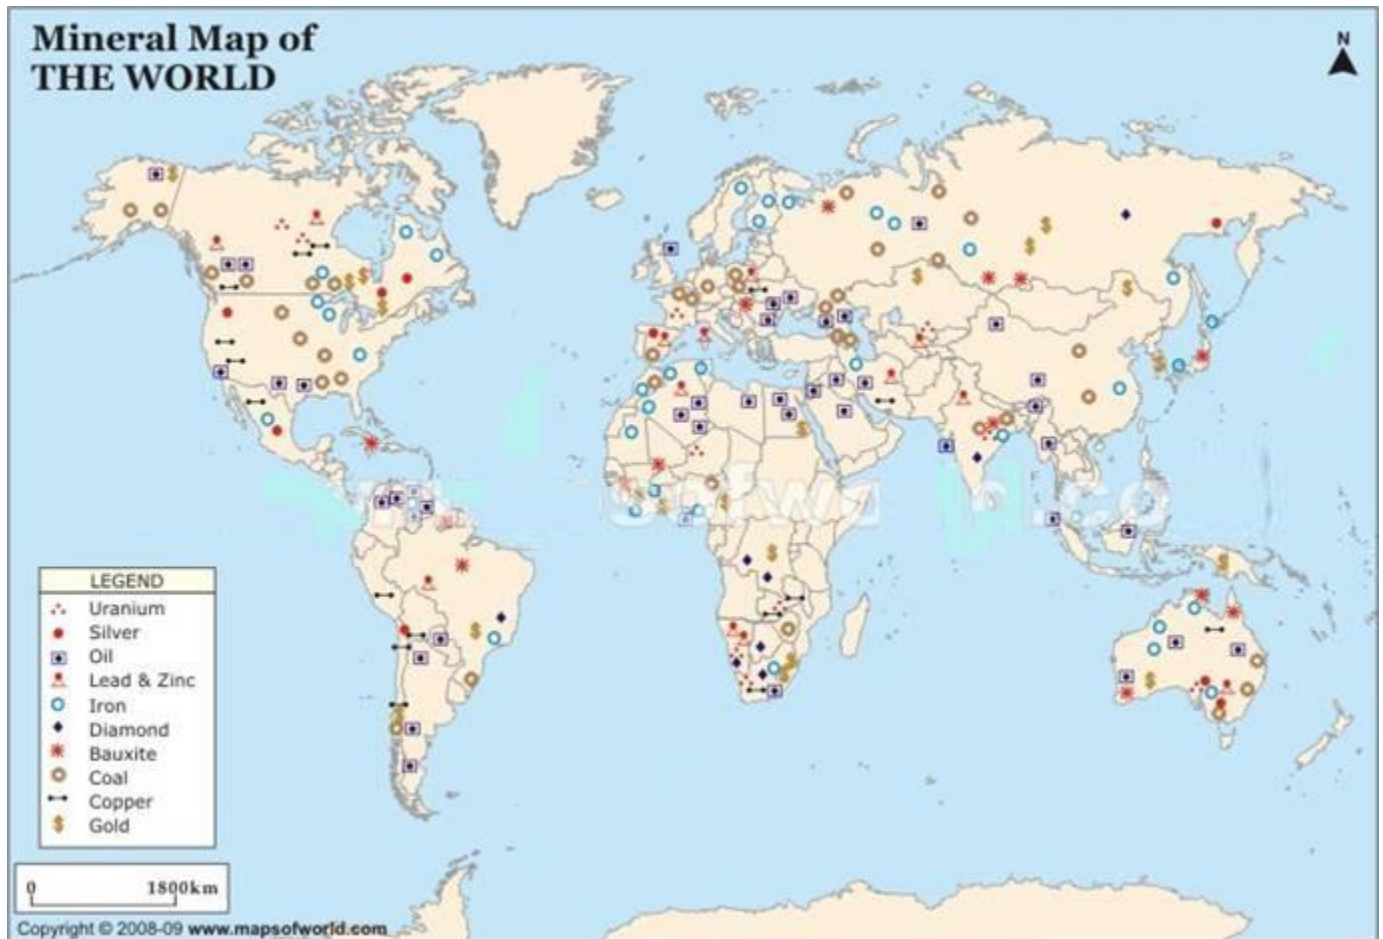 Mineral Map of
THE WORLD
N
LEGEND
Uranium
Silver
Oil
Lead & Zinc
Iron
Diamond
Bauxite
Coal
Copper
Gold
0 1800km
Copyright © 2008-09 www.mapsofworld.com